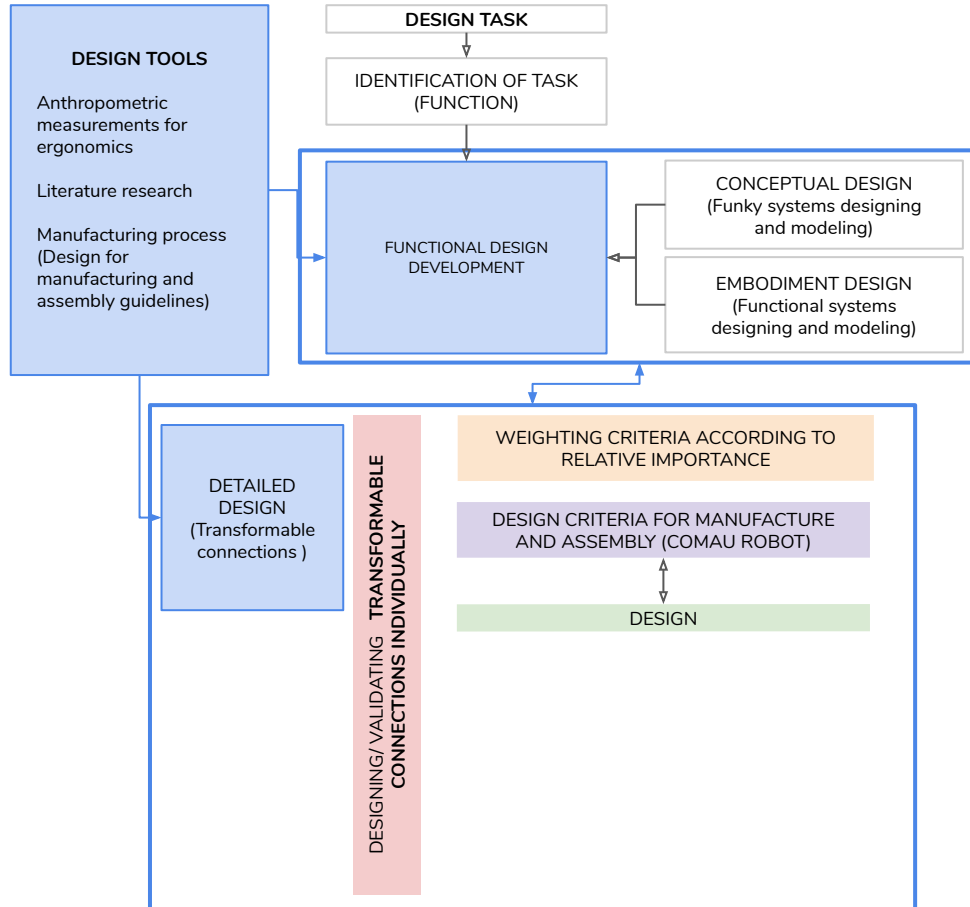 DESIGN TASK
DESIGN TOOLS
Anthropometric
measurements for
ergonomics
Literature research
Manufacturing process
(Design for
manufacturing and
assembly guidelines)
IDENTIFICATION OF TASK
(FUNCTION)
FUNCTIONAL DESIGN
DEVELOPMENT
CONCEPTUAL DESIGN
(Funky systems designing
and modeling)
EMBODIMENT DESIGN
(Functional systems
designing and modeling)
DETAILED
DESIGN
(Transformable
connections )
DESIGNING/ VALIDATING TRANSFORMABLE
CONNECTIONS INDIVIDUALLY
WEIGHTING CRITERIA ACCORDING TO
RELATIVE IMPORTANCE
DESIGN CRITERIA FOR MANUFACTURE
AND ASSEMBLY (COMAU ROBOT)
DESIGN